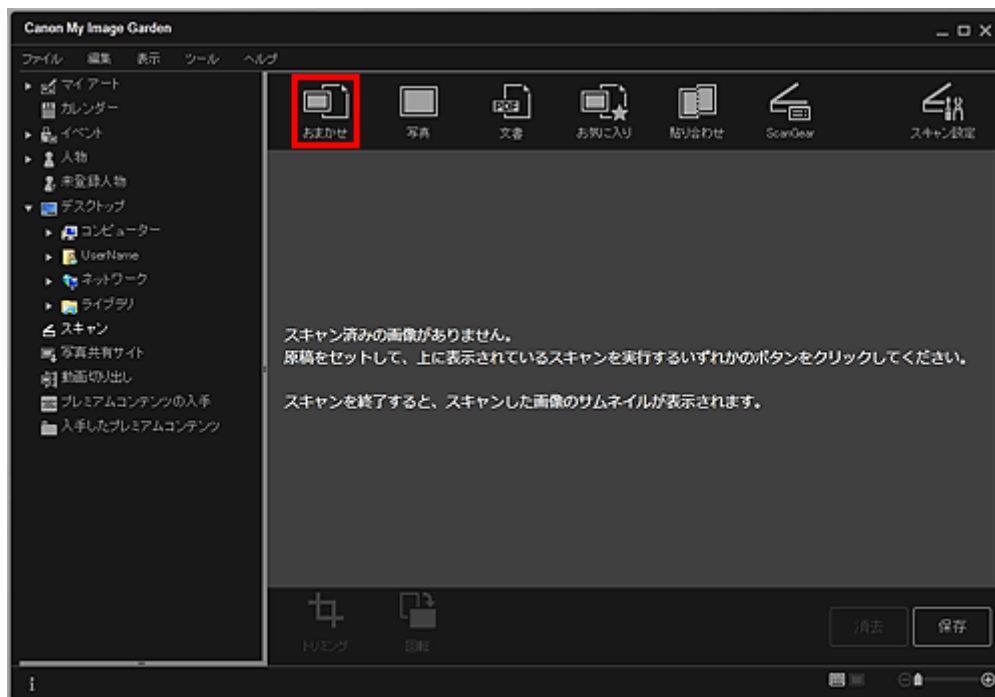 Canon My Image Garden
ファイル 編集 表示 ツール ヘルプ
マイ アート
カレンダー
イベント
人物
未登録人物
デスクトップ
コンピューター
UserName
ネットワーク
ライブラリ
スキャン
写真共有サイト
動画切り出し
プレミアムコンテンツの入手
入手したプレミアムコンテンツ
おまかせ 写真 文書 お気に入り 貼り合わせ ScanGear スキャン設定
PDF
スキャン済みの画像がありません。
原稿をセットして、上に表示されているスキャンを実行するいずれかのボタンをクリックしてください。
スキャンを終了すると、スキャンした画像のサムネイルが表示されます。
トリミング 回転
消去 保存